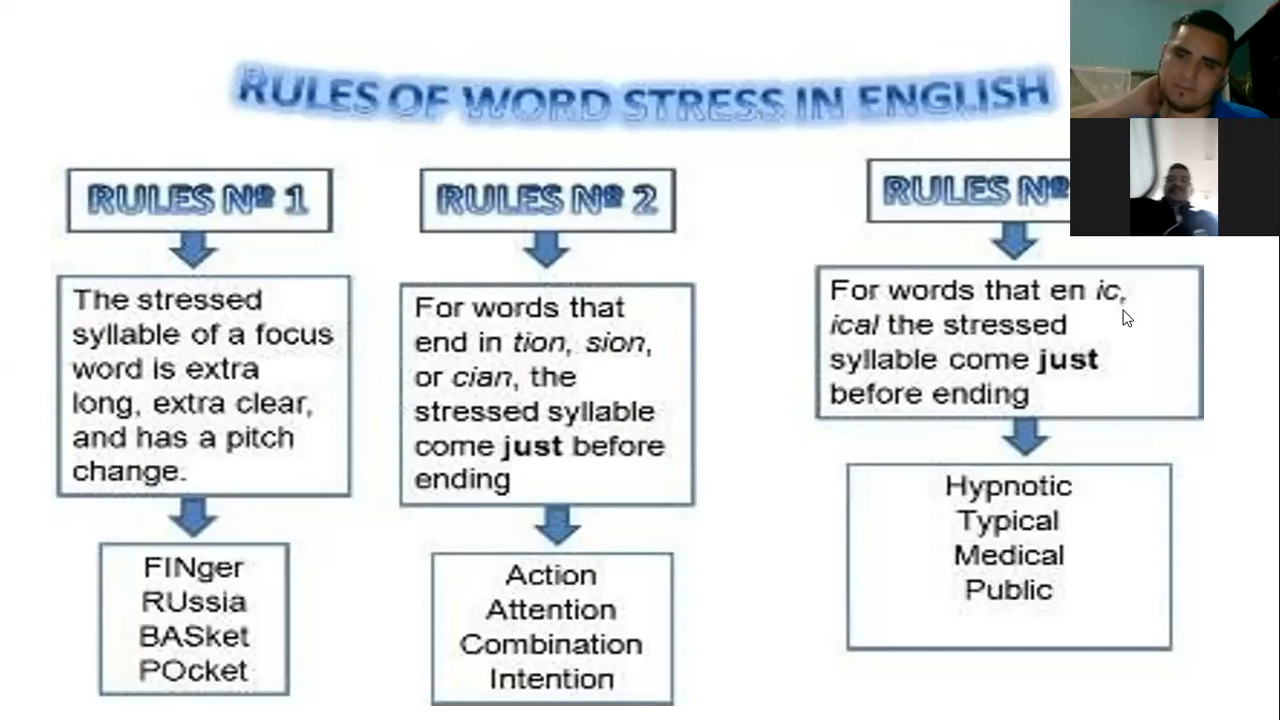 RULES OF WORD STRESS IN ENGLISH
RULES Nº 1
The stressed
syllable of a focus
word is extra
long, extra clear,
and has a pitch
change.
FINger
RUssia
BASket
POcket
RULES Nº 2
For words that
end in tion, sion,
or cian, the
stressed syllable
come just before
ending
Action
Attention
Combination
Intention
RULES Nº
For words that en ic,
ical the stressed
syllable come just
before ending
Hypnotic
Typical
Medical
Public